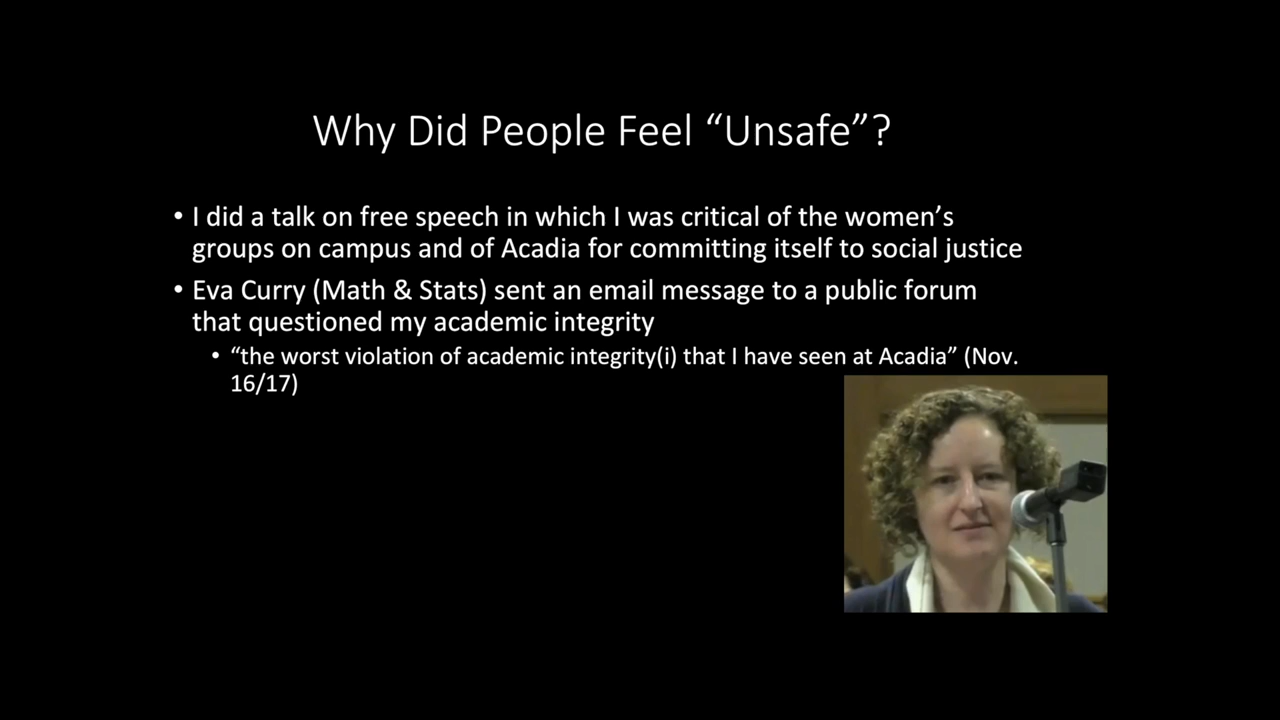 Why Did People Feel “Unsafe”?
• I did a talk on free speech in which I was critical of the women’s
groups on campus and of Acadia for committing itself to social justice
• Eva Curry (Math & Stats) sent an email message to a public forum
that questioned my academic integrity
• “the worst violation of academic integrity(i) that I have seen at Acadia” (Nov.
16/17)